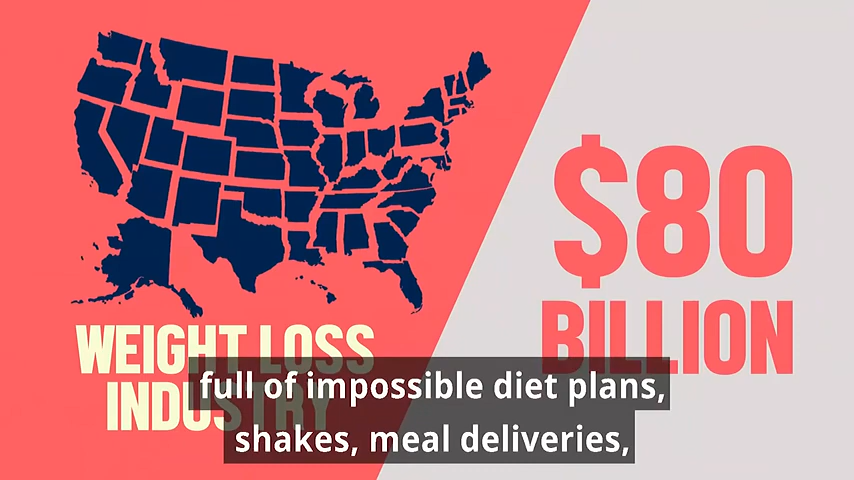 $80
BILLION
WEIGHT LOSS
INDUSTRY
full of impossible diet plans,
shakes, meal deliveries,